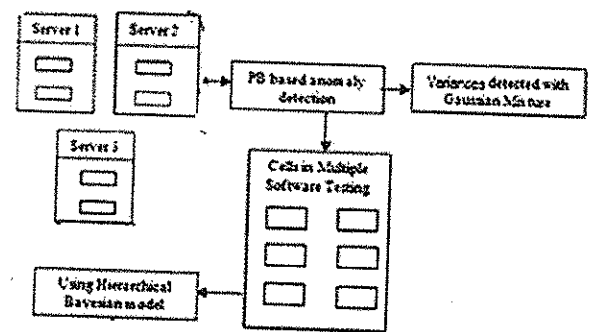 Server 1
Server 2
PB based anomaly
detection
Variances detected with
Gaussian Mixture
Server 3
Cells in Multiple
Software Testing
Using Hierarchical
Bayesian model